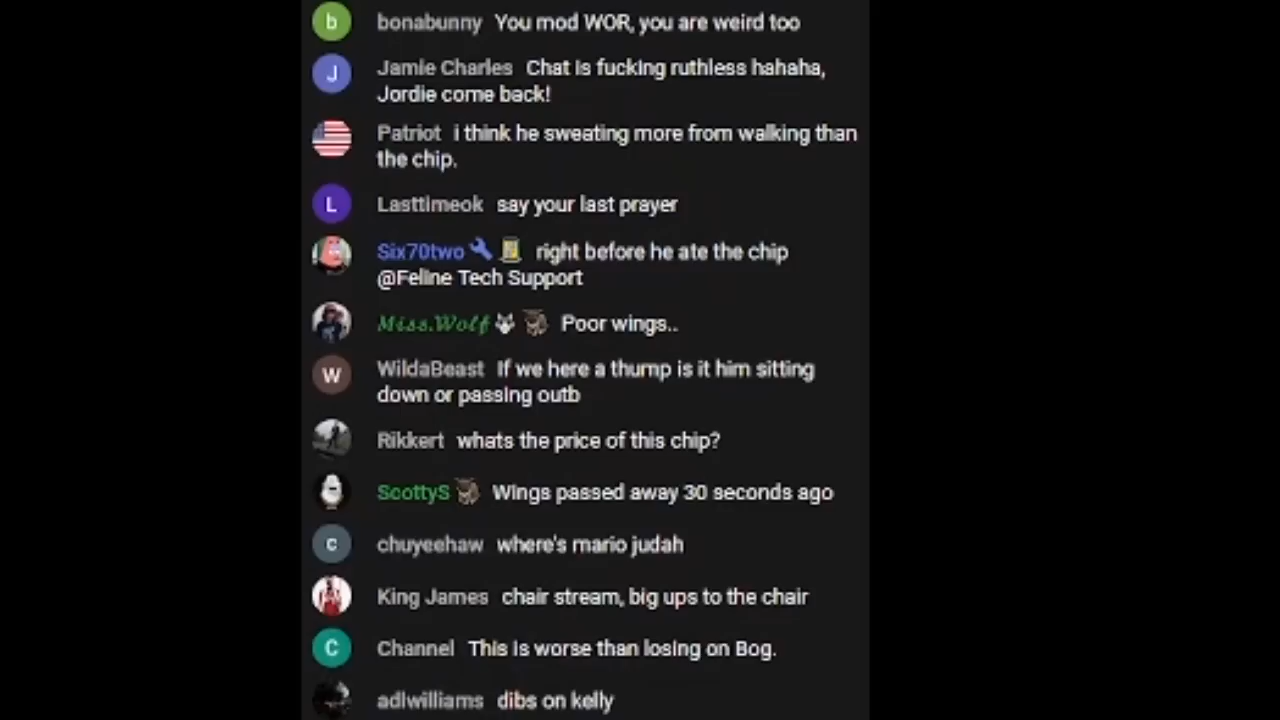 b bonabunny You mod WOR, you are weird too
J Jamie Charles Chat is fucking ruthless hahaha,
Jordie come back!
Patriot i think he sweating more from walking than
the chip.
L Lasttimeok say your last prayer
Six70two right before he ate the chip
@Feline Tech Support
Miss.Wolf Poor wings..
W WildaBeast If we here a thump is it him sitting
down or passing outb
Rikkert whats the price of this chip?
ScottyS Wings passed away 30 seconds ago
c chuyeehaw where's mario judah
King James chair stream, big ups to the chair
C Channel This is worse than losing on Bog.
adlwilliams dibs on kelly